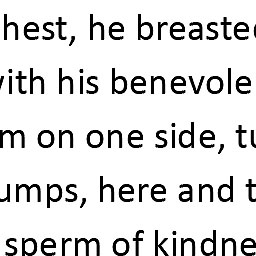 hest, he breasted
with his benevole
m on one side, tu
umps, here and t
sperm of kindne